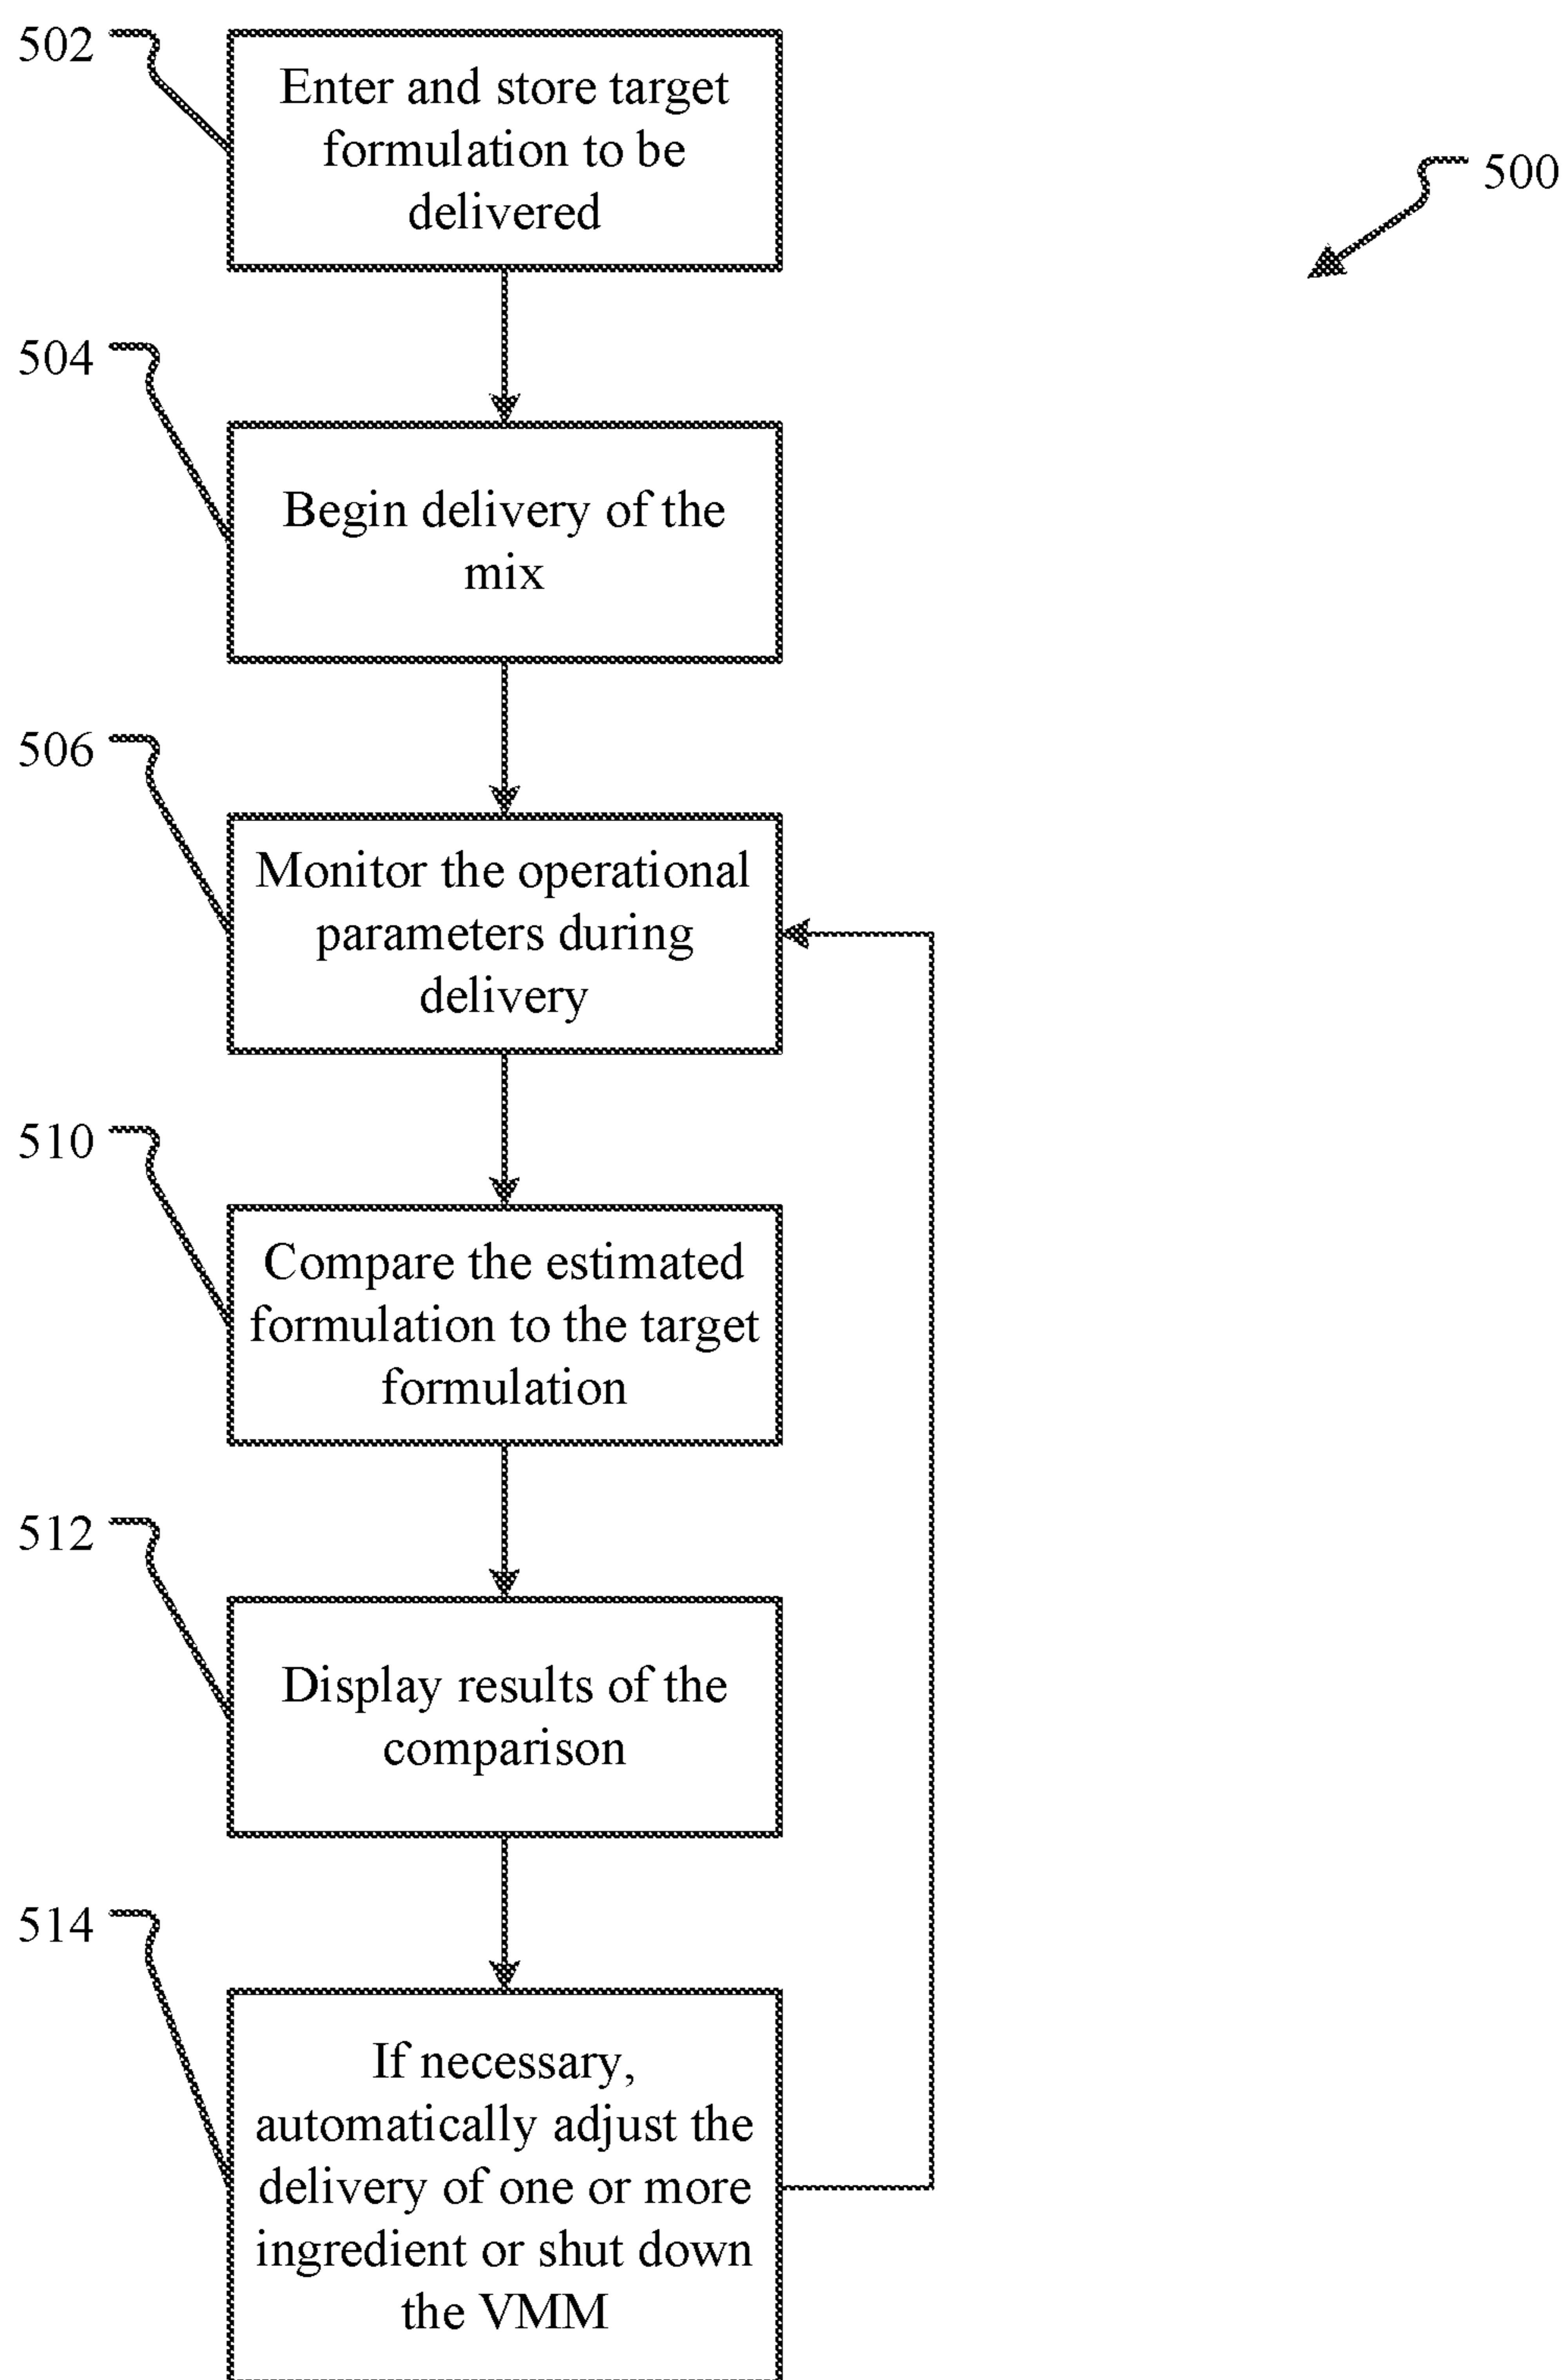 502
Enter and store target
formulation to be
delivered
500
504
Begin delivery of the
mix
506
Monitor the operational
parameters during
delivery
510
Compare the estimated
formulation to the target
formulation
512
Display results of the
comparison
514
If necessary,
automatically adjust the
delivery of one or more
ingredient or shut down
the VMM